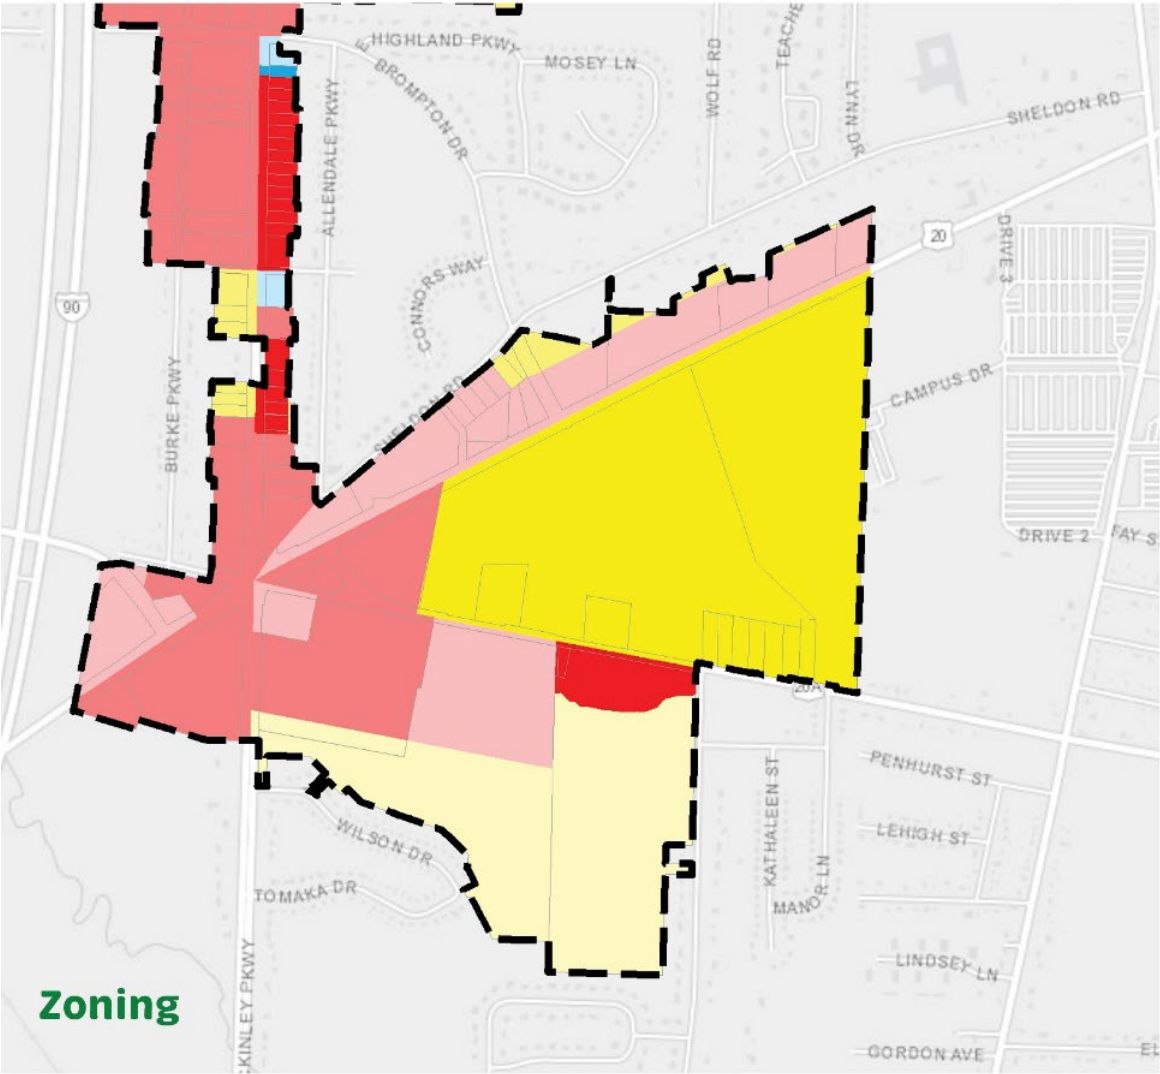 HIGHLAND PKWY
E BROMPTON DR
MOSEY LN
WOLF RD
TEACHE
LYNN DR
SHELDON RD
ALLENDALE PKWY
20
DRIVE 3
CONNORS WAY
90
BURKE PKWY
SHELDON RD
CAMPUS DR
DRIVE 2
FAY S
20A
PENHURST ST
KATHALEEN ST
LEHIGH ST
WILSON DR
TOMAKA DR
MANOR LN
LINDSEY LN
CKINLEY PKWY
Zoning
GORDON AVE
EL